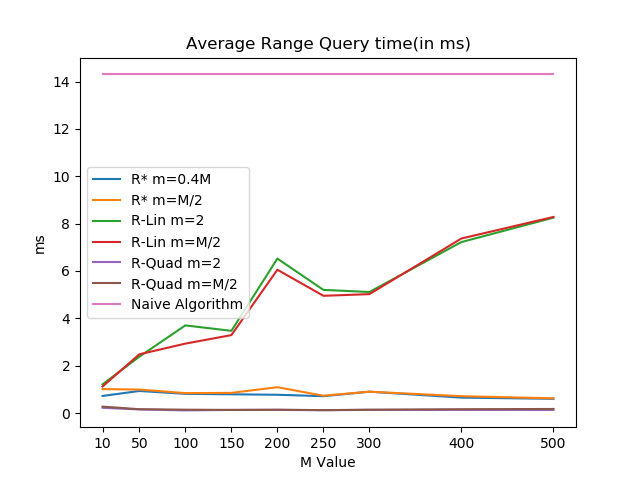 Average Range Query time(in ms)
14
12
10
8
6
4
2
0
ms
R* m=0.4M
R* m=M/2
R-Lin m=2
R-Lin m=M/2
R-Quad m=2
R-Quad m=M/2
Naive Algorithm
10 50 100 150 200 250 300 400 500
M Value